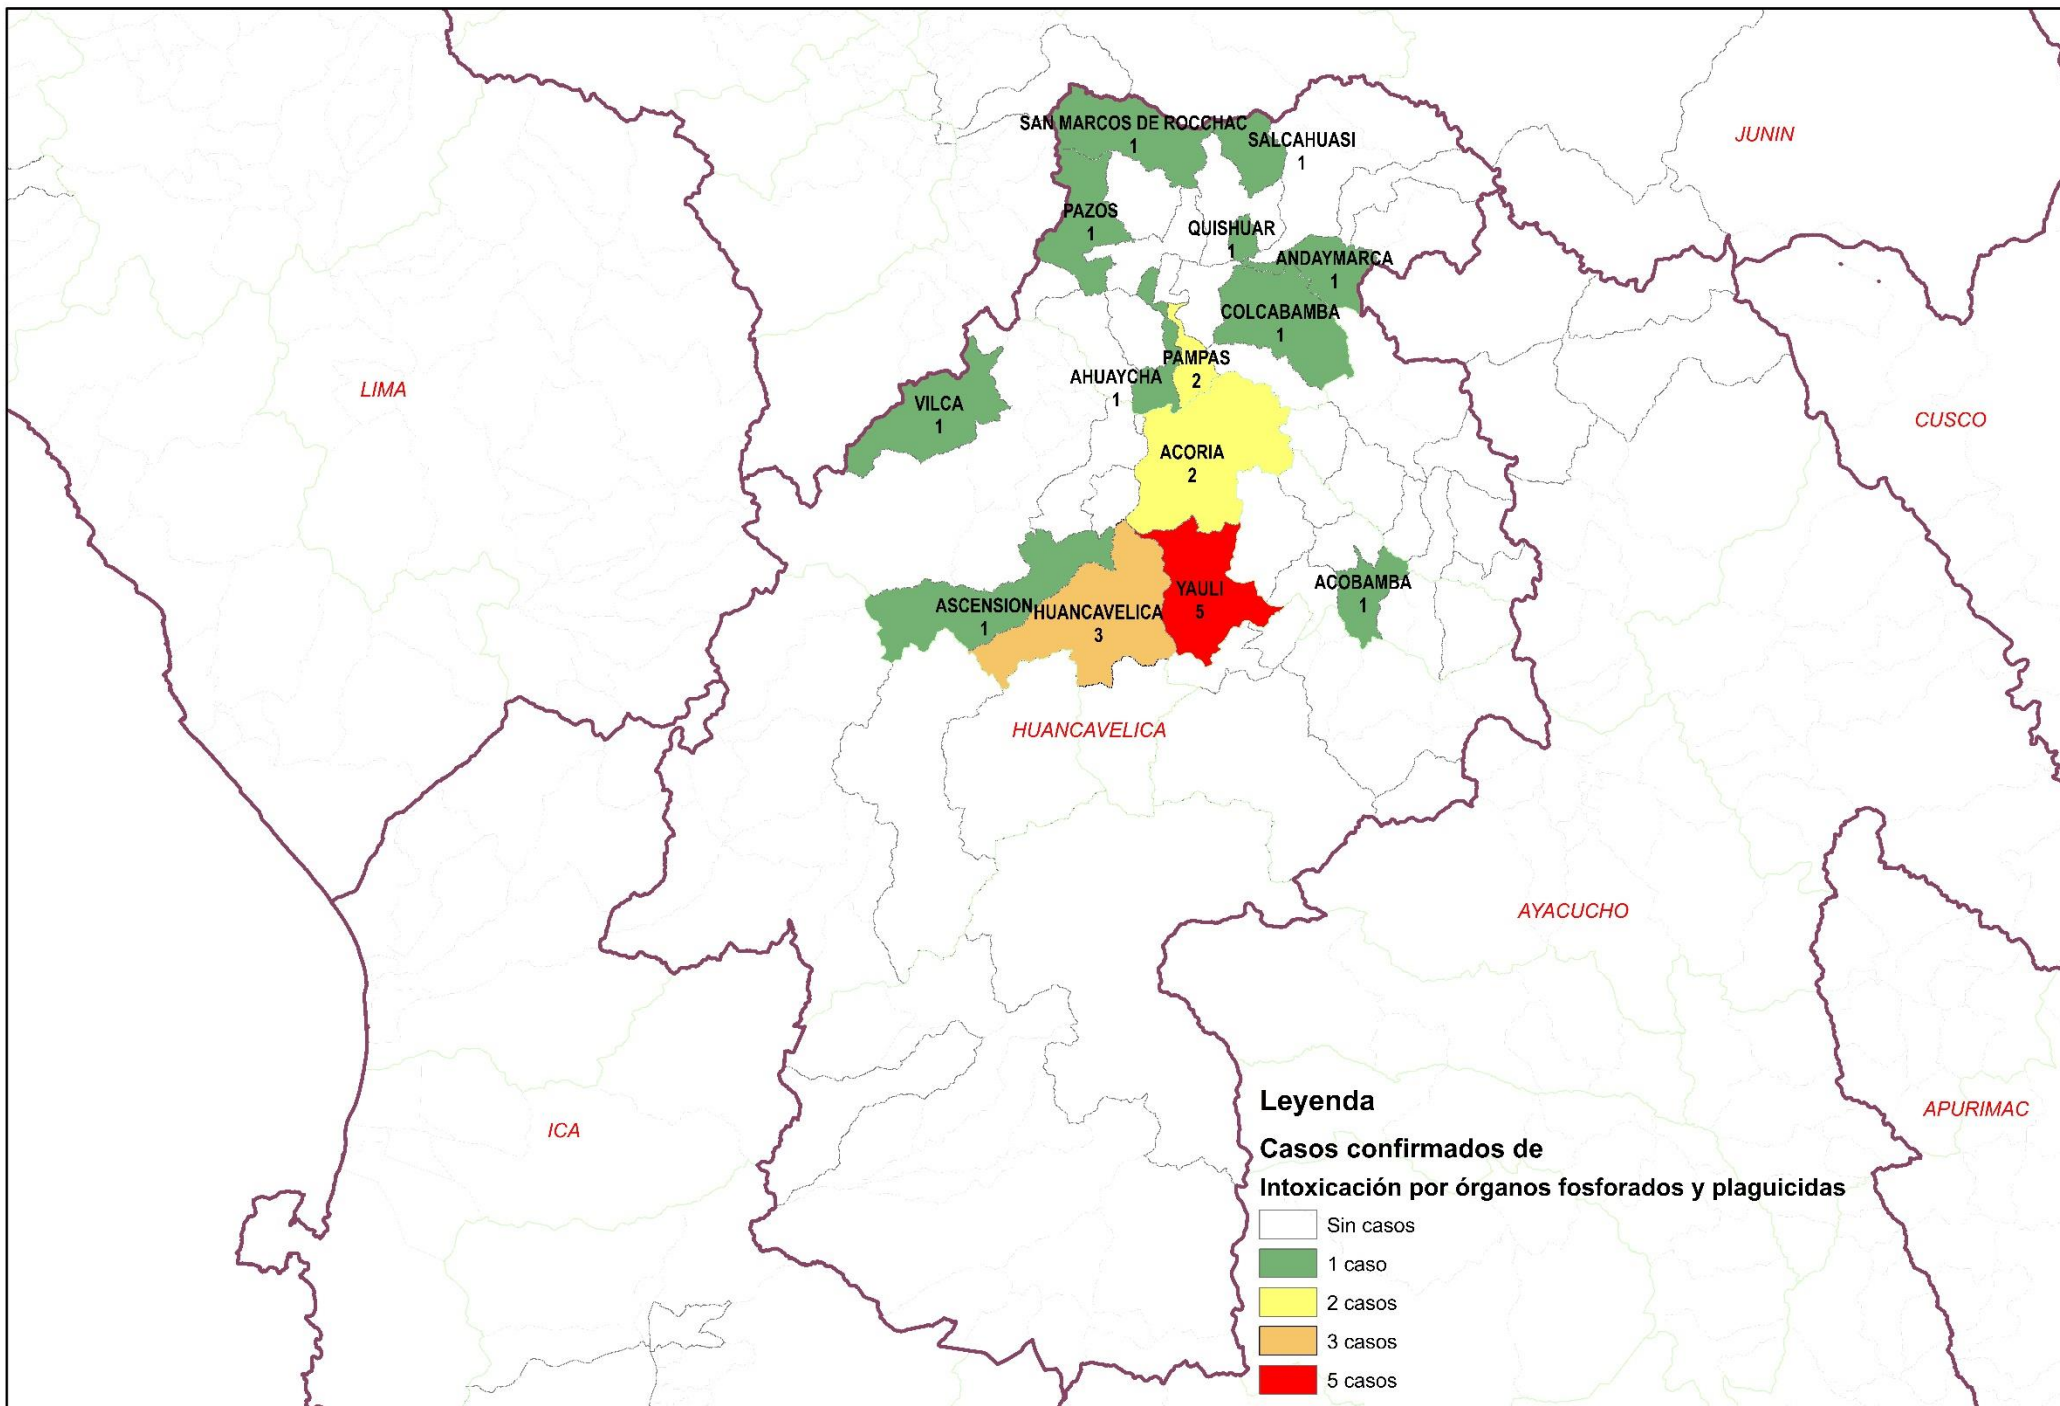 SAN MARCOS DE ROCCHAC
1
SALCAHUASI
1
JUNIN
PAZOS
1
QUISHUAR
1
ANDAYMARCA
1
COLCABAMBA
1
PAMPAS
2
AHUAYCHA
1
LIMA
VILCA
1
CUSCO
ACORIA
2
ASCENSION
1
HUANCAVELICA
3
YAULI
5
ACOBAMBA
1
HUANCAVELICA
AYACUCHO
ICA
APURIMAC
Leyenda
Casos confirmados de
Intoxicación por órganos fosforados y plaguicidas
Sin casos
1 caso
2 casos
3 casos
5 casos